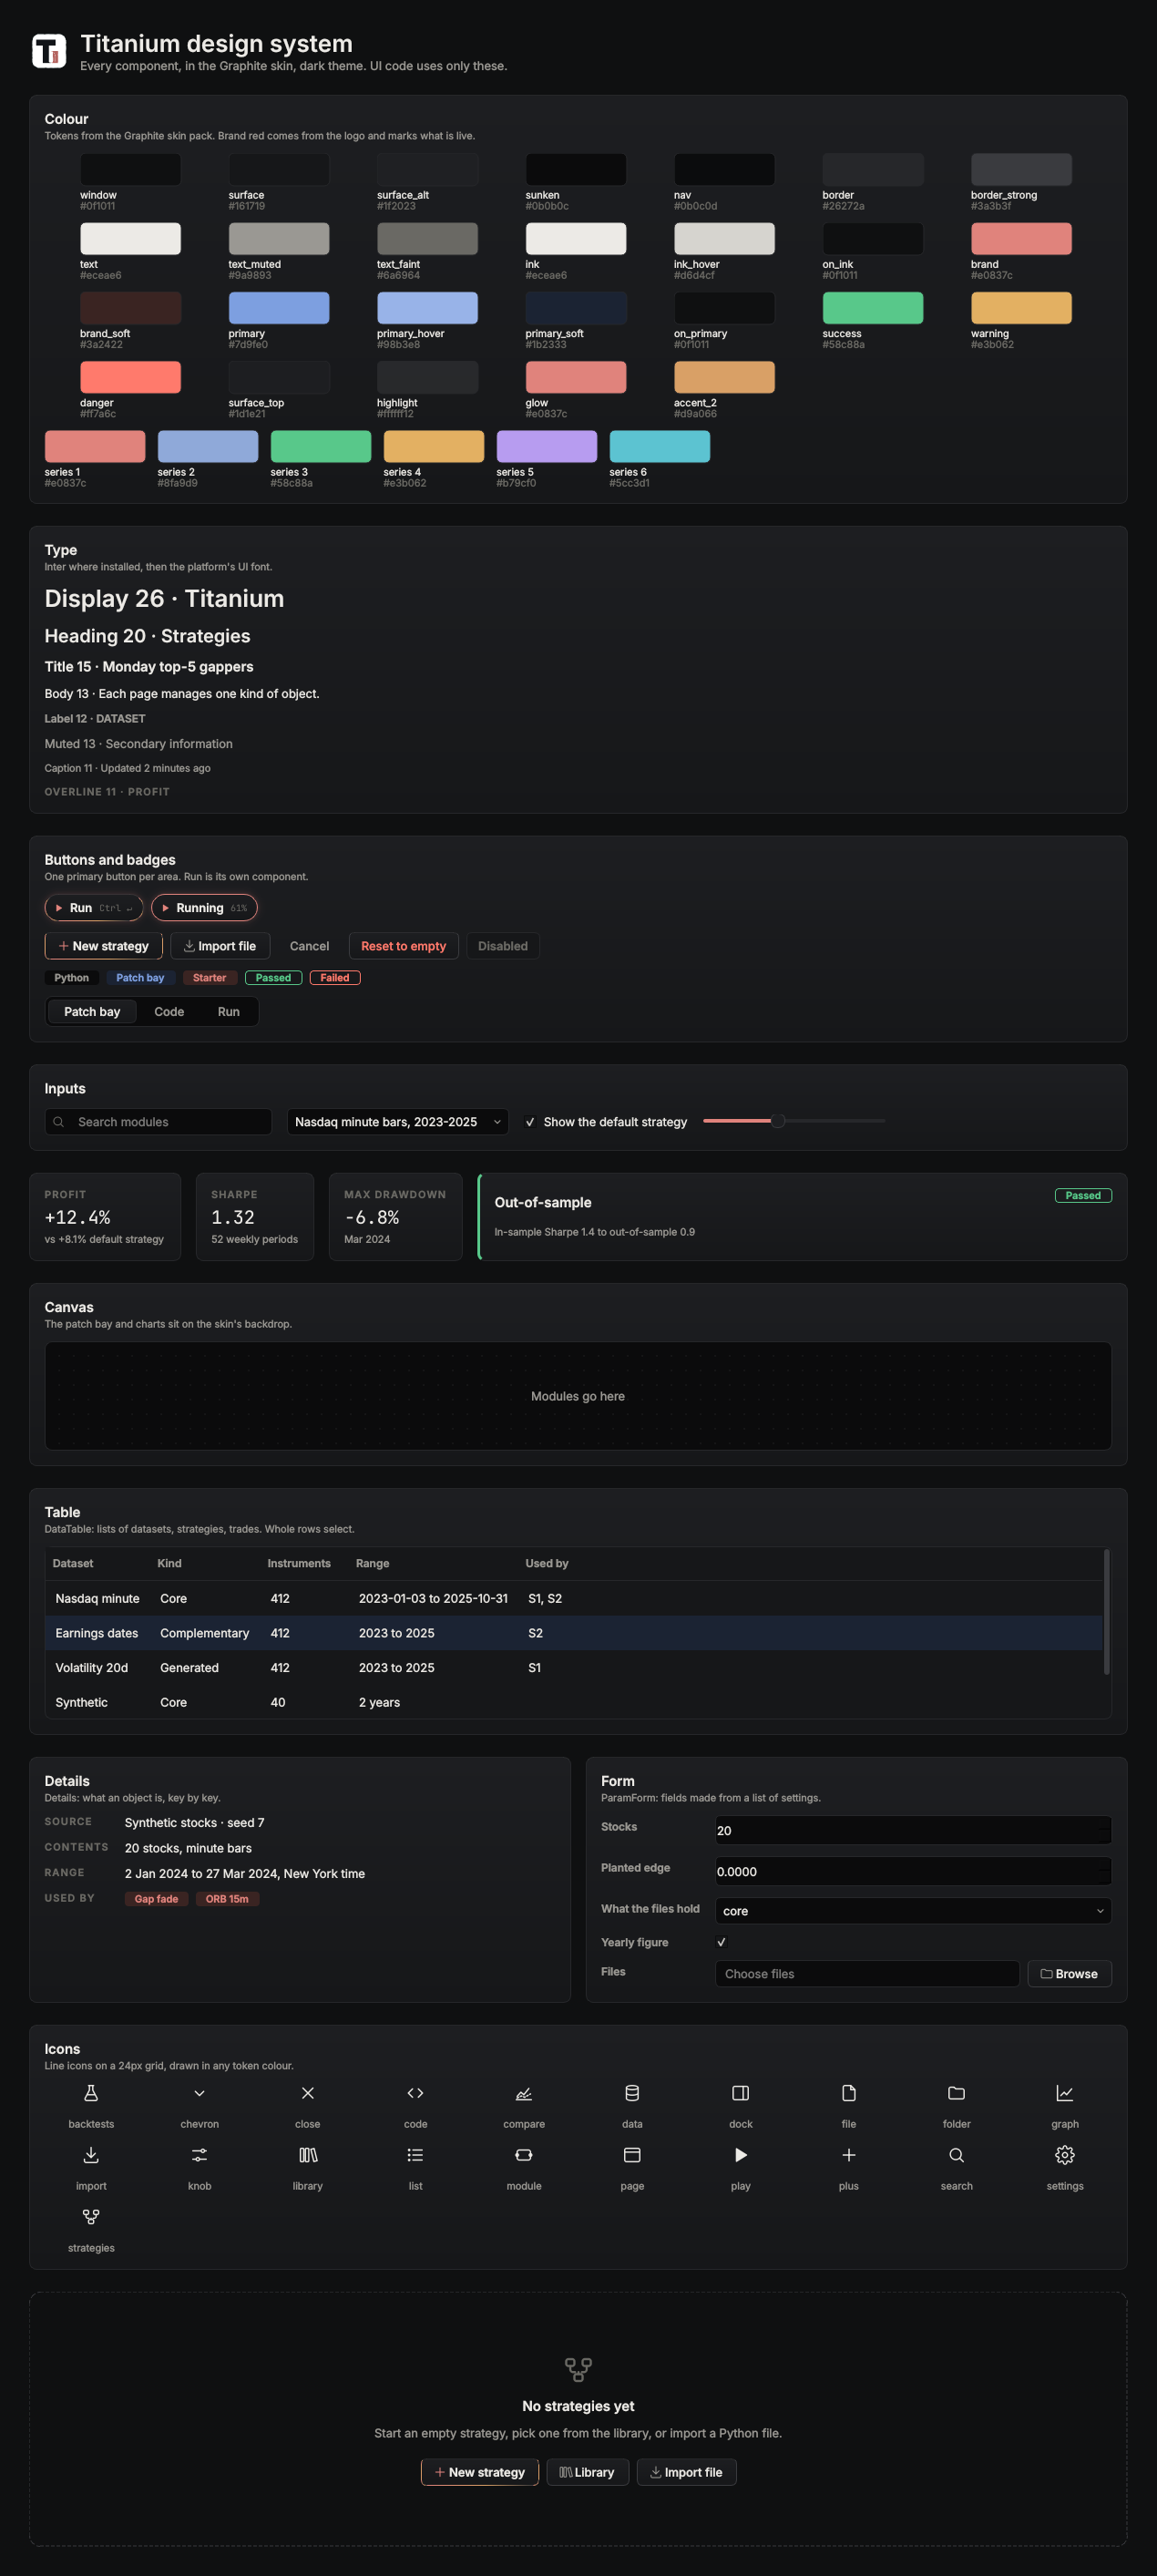 Ti
Titanium design system
Every component, in the Graphite skin, dark theme. UI code uses only these.
Colour
Tokens from the Graphite skin pack. Brand red comes from the logo and marks what is live.
window surface surface_alt sunken nav border border_strong
#0f1011 #161719 #1f2023 #0b0b0c #0b0c0d #26272a #3a3b3f
text text_muted text_faint ink ink_hover on_ink brand
#eceae6 #9a9893 #6a6964 #eceae6 #d6d4cf #0f1011 #e0837c
brand_soft primary primary_hover primary_soft on_primary success warning
#3a2422 #7d9fe0 #98b3e8 #1b2333 #0f1011 #58c88a #e3b062
danger surface_top highlight glow accent_2
#ff7a6c #1d1e21 #ffffff12 #e0837c #d9a066
series 1 series 2 series 3 series 4 series 5 series 6
#e0837c #8fa9d9 #58c88a #e3b062 #b79cf0 #5cc3d1
Type
Inter where installed, then the platform's UI font.
Display 26 · Titanium
Heading 20 · Strategies
Title 15 · Monday top-5 gappers
Body 13 · Each page manages one kind of object.
Label 12 · DATASET
Muted 13 · Secondary information
Caption 11 · Updated 2 minutes ago
OVERLINE 11 · PROFIT
Buttons and badges
One primary button per area. Run is its own component.
Run Ctrl ↵ Running 61%
New strategy Import file Cancel Reset to empty Disabled
Python Patch bay Starter Passed Failed
Patch bay Code Run
Inputs
Search modules Nasdaq minute bars, 2023-2025 Show the default strategy
PROFIT SHARPE MAX DRAWDOWN Out-of-sample Passed
+12.4% 1.32 -6.8%
vs +8.1% default strategy 52 weekly periods Mar 2024 In-sample Sharpe 1.4 to out-of-sample 0.9
Canvas
The patch bay and charts sit on the skin's backdrop.
Modules go here
Table
DataTable: lists of datasets, strategies, trades. Whole rows select.
Dataset Kind Instruments Range Used by
Nasdaq minute Core 412 2023-01-03 to 2025-10-31 S1, S2
Earnings dates Complementary 412 2023 to 2025 S2
Volatility 20d Generated 412 2023 to 2025 S1
Synthetic Core 40 2 years
Details
Details: what an object is, key by key.
SOURCE Synthetic stocks · seed 7
CONTENTS 20 stocks, minute bars
RANGE 2 Jan 2024 to 27 Mar 2024, New York time
USED BY Gap fade ORB 15m
Form
ParamForm: fields made from a list of settings.
Stocks 20
Planted edge 0.0000
What the files hold core
Yearly figure
Files Choose files Browse
Icons
Line icons on a 24px grid, drawn in any token colour.
backtests chevron close code compare data dock file folder graph
import knob library list module page play plus search settings
strategies
No strategies yet
Start an empty strategy, pick one from the library, or import a Python file.
New strategy Library Import file